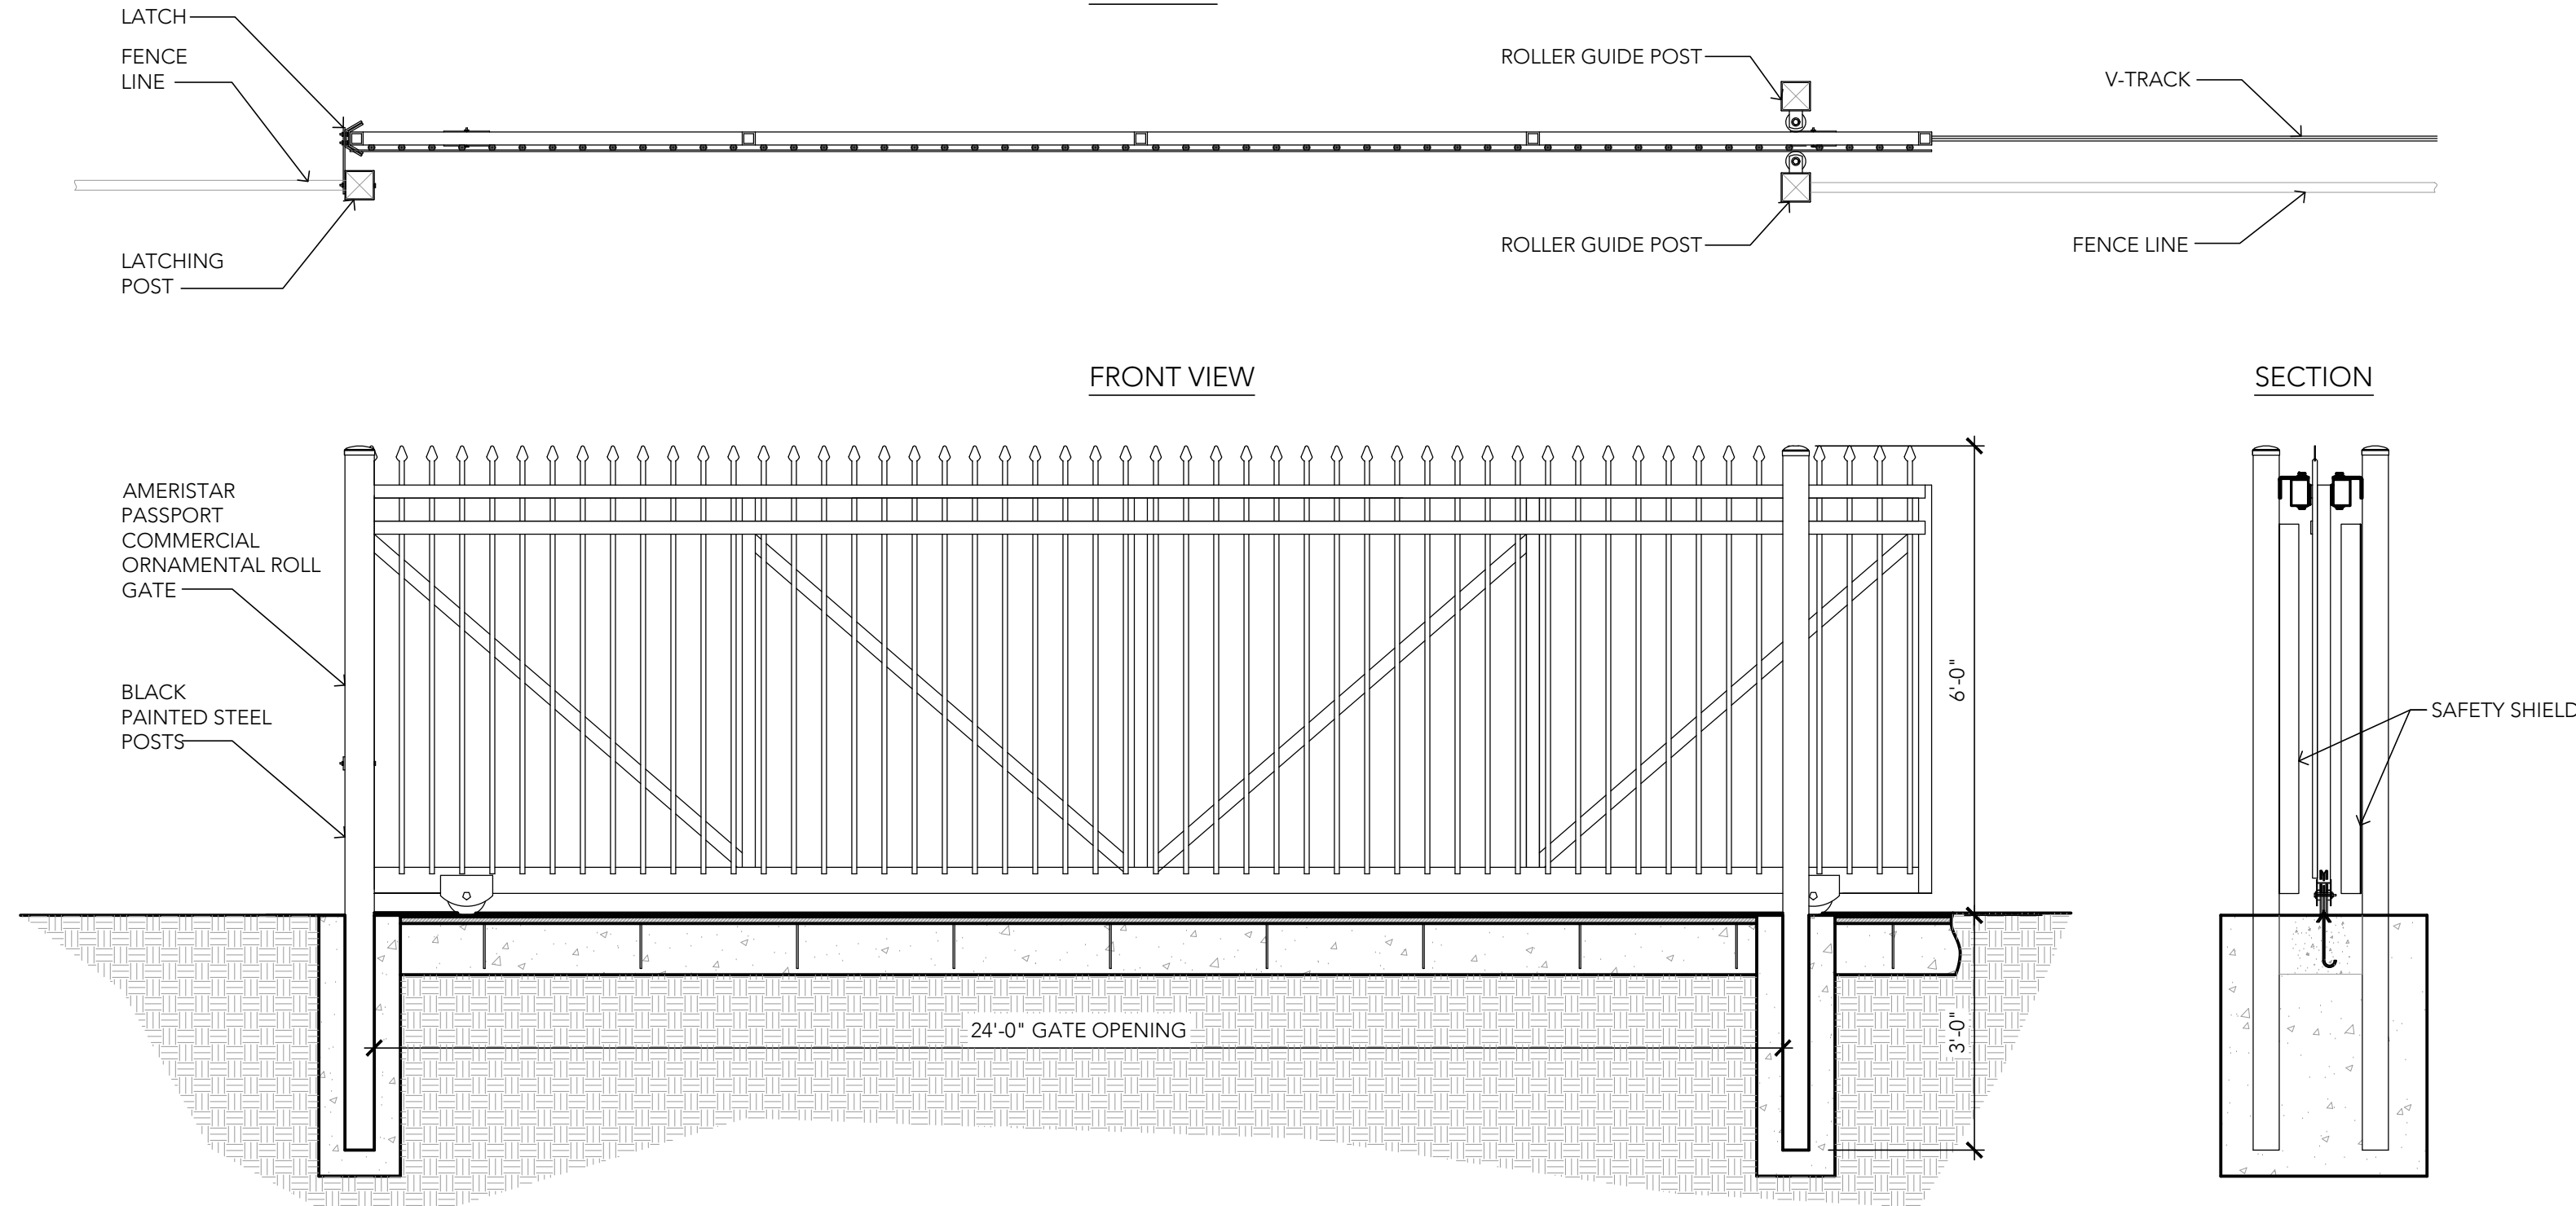 LATCH
FENCE
LINE
LATCHING
POST
ROLLER GUIDE POST
V-TRACK
ROLLER GUIDE POST
FENCE LINE
FRONT VIEW
SECTION
AMERISTAR
PASSPORT
COMMERCIAL
ORNAMENTAL ROLL
GATE
BLACK
PAINTED STEEL
POSTS
6'-0"
SAFETY SHIELD
24'-0" GATE OPENING
3'-0"